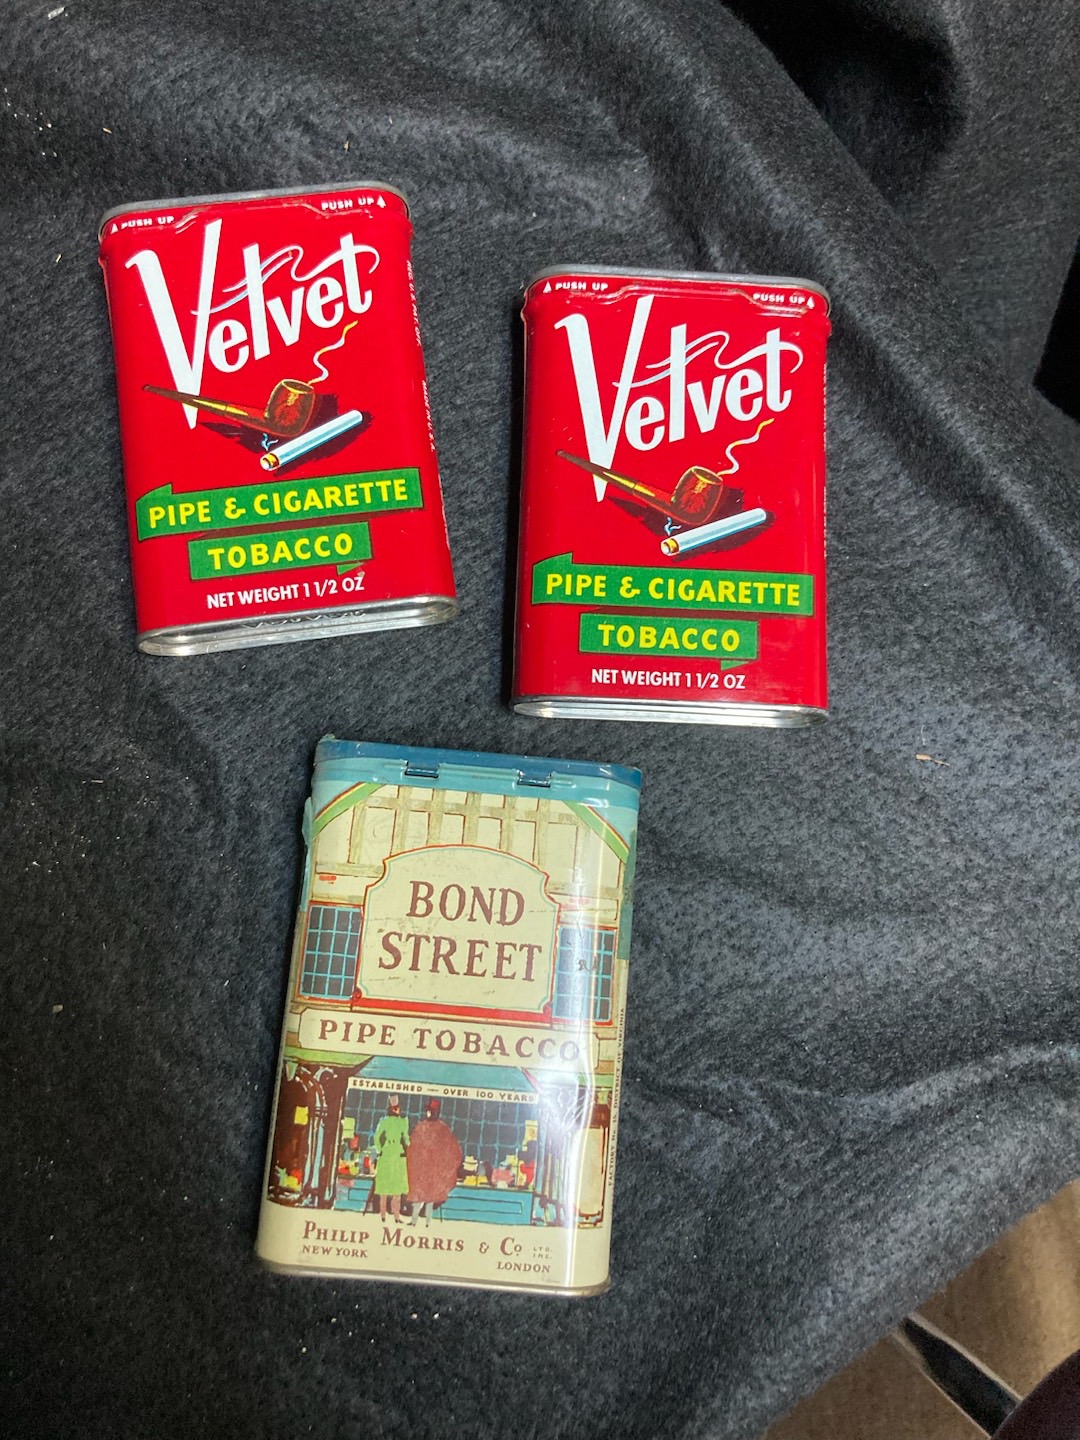 PUSH UP
PUSH UP
Velvet
PIPE & CIGARETTE
TOBACCO
NET WEIGHT 1 1/2 OZ
PUSH UP
PUSH UP
Velvet
PIPE & CIGARETTE
TOBACCO
NET WEIGHT 1 1/2 OZ
BOND
STREET
PIPE TOBACCO
ESTABLISHED — OVER 100 YEARS
PHILIP MORRIS & Co LTD. INC.
NEW YORK
LONDON